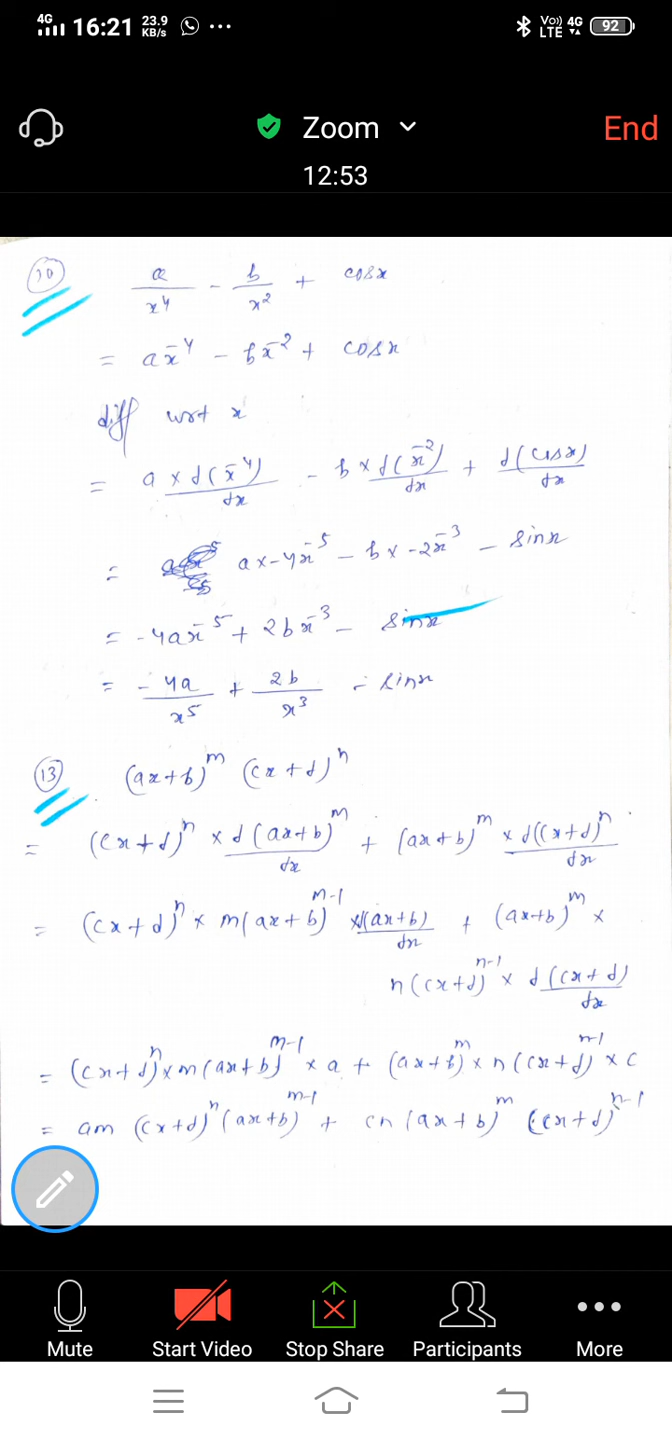 4G 16:21 23.9 KB/s ... Vo)) LTE 4G 92
Zoom End
12:53
(10) a/x⁴ - b/x² + cosx
= ax⁻⁴ - bx⁻² + cosx
diff wrt x
= a x d(x⁻⁴)/dx - b x d(x⁻²)/dx + d(cosx)/dx
= a x -4x⁻⁵ - b x -2x⁻³ - sinx
= -4ax⁻⁵ + 2bx⁻³ - sinx
= -4a/x⁵ + 2b/x³ - sinx
(13) (ax+b)ᵐ (cx+d)ⁿ
= (cx+d)ⁿ x d(ax+b)ᵐ/dx + (ax+b)ᵐ x d(cx+d)ⁿ/dx
= (cx+d)ⁿ x m(ax+b)ᵐ⁻¹ x d(ax+b)/dx + (ax+b)ᵐ x
n(cx+d)ⁿ⁻¹ x d(cx+d)/dx
= (cx+d)ⁿ x m(ax+b)ᵐ⁻¹ x a + (ax+b)ᵐ x n(cx+d)ⁿ⁻¹ x c
= am (cx+d)ⁿ (ax+b)ᵐ⁻¹ + cn (ax+b)ᵐ (cx+d)ⁿ⁻¹
Mute Start Video Stop Share Participants More